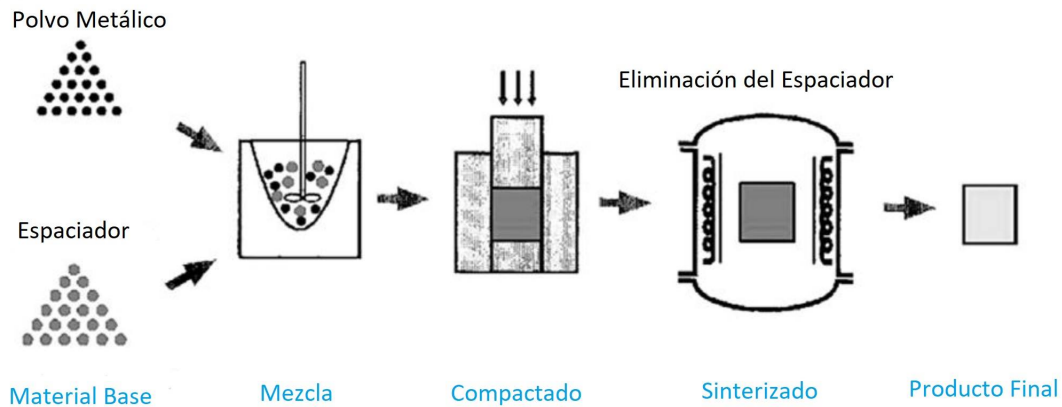 Polvo Metálico
Eliminación del Espaciador
Espaciador
Material Base
Mezcla
Compactado
Sinterizado
Producto Final